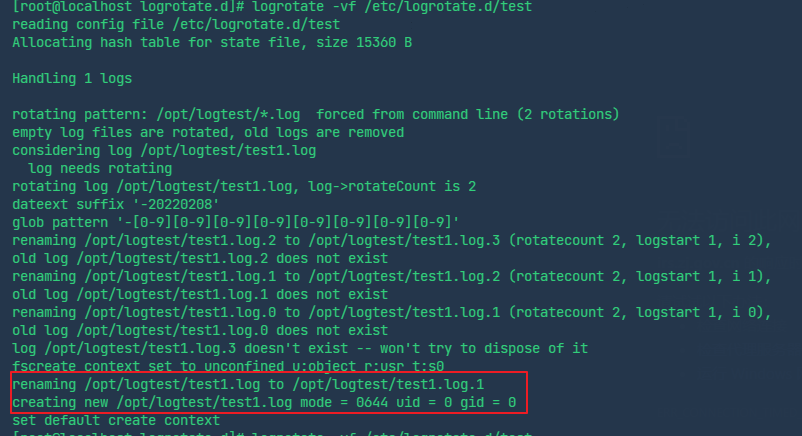 [root@localhost logrotate.d]# logrotate -vf /etc/logrotate.d/test
reading config file /etc/logrotate.d/test
Allocating hash table for state file, size 15360 B
Handling 1 logs
rotating pattern: /opt/logtest/*.log  forced from command line (2 rotations)
empty log files are rotated, old logs are removed
considering log /opt/logtest/test1.log
  log needs rotating
rotating log /opt/logtest/test1.log, log->rotateCount is 2
dateext suffix '-20220208'
glob pattern '-[0-9][0-9][0-9][0-9][0-9][0-9][0-9][0-9]'
renaming /opt/logtest/test1.log.2 to /opt/logtest/test1.log.3 (rotatecount 2, logstart 1, i 2),
old log /opt/logtest/test1.log.2 does not exist
renaming /opt/logtest/test1.log.1 to /opt/logtest/test1.log.2 (rotatecount 2, logstart 1, i 1),
old log /opt/logtest/test1.log.1 does not exist
renaming /opt/logtest/test1.log.0 to /opt/logtest/test1.log.1 (rotatecount 2, logstart 1, i 0),
old log /opt/logtest/test1.log.0 does not exist
log /opt/logtest/test1.log.3 doesn't exist -- won't try to dispose of it
fscreate context set to unconfined_u:object_r:usr_t:s0
renaming /opt/logtest/test1.log to /opt/logtest/test1.log.1
creating new /opt/logtest/test1.log mode = 0644 uid = 0 gid = 0
set default create context
[root@localhost logrotate.d]# logrotate -vf /etc/logrotate.d/test